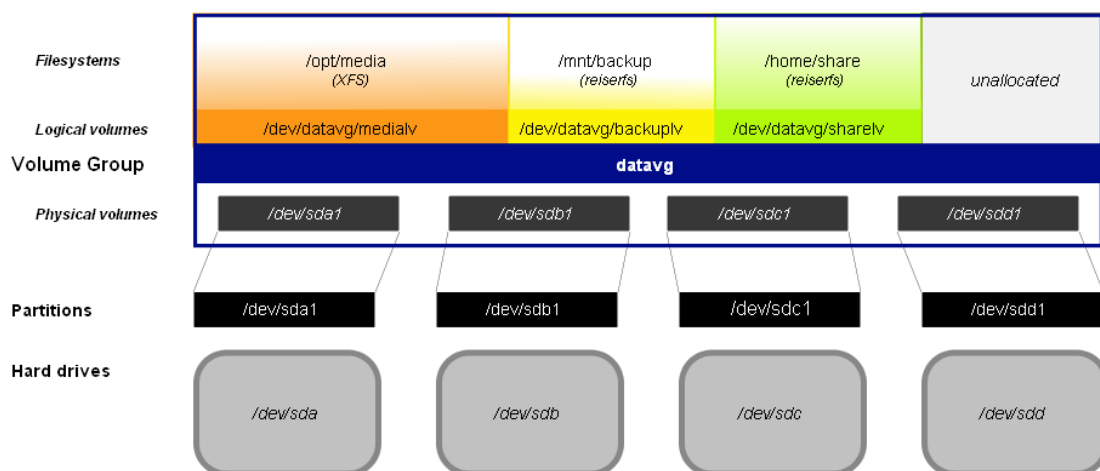 Filesystems
/opt/media
(XFS)
/mnt/backup
(reiserfs)
/home/share
(reiserfs)
unallocated
Logical volumes
/dev/datavg/medialv
/dev/datavg/backuplv
/dev/datavg/sharelv
Volume Group
datavg
Physical volumes
/dev/sda1
/dev/sdb1
/dev/sdc1
/dev/sdd1
Partitions
/dev/sda1
/dev/sdb1
/dev/sdc1
/dev/sdd1
Hard drives
/dev/sda
/dev/sdb
/dev/sdc
/dev/sdd